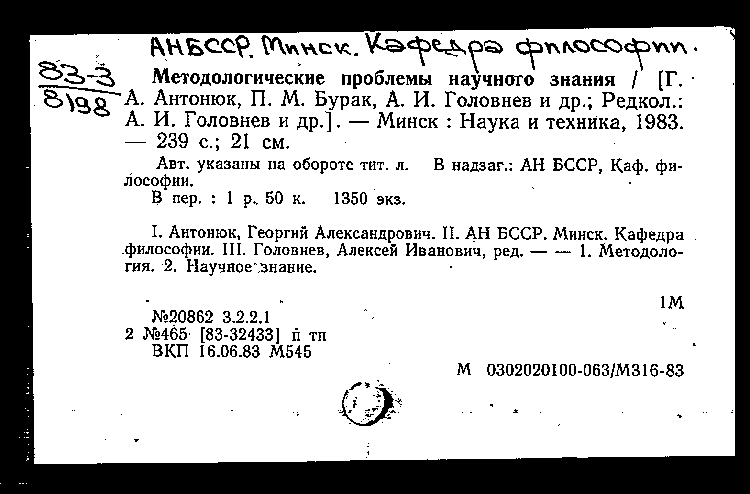 АН БССР. Минск. Кафедра философии.
83-3
8198
Методологические проблемы научного знания / [Г.
А. Антонюк, П. М. Бурак, А. И. Головнев и др.; Редкол.:
А. И. Головнев и др.]. — Минск : Наука и техника, 1983.
— 239 с.; 21 см.
Авт. указаны на обороте тит. л. В надзаг.: АН БССР, Каф. фи-
лософии.
В пер. : 1 р. 50 к. 1350 экз.
I. Антонюк, Георгий Александрович. II. АН БССР. Минск. Кафедра
философии. III. Головнев, Алексей Иванович, ред. — — 1. Методоло-
гия. 2. Научное знание.
1М
№20862 3.2.2.1
2 №465 [83-32433] п тп
ВКП 16.06.83 М545
М 0302020100-063/М316-83